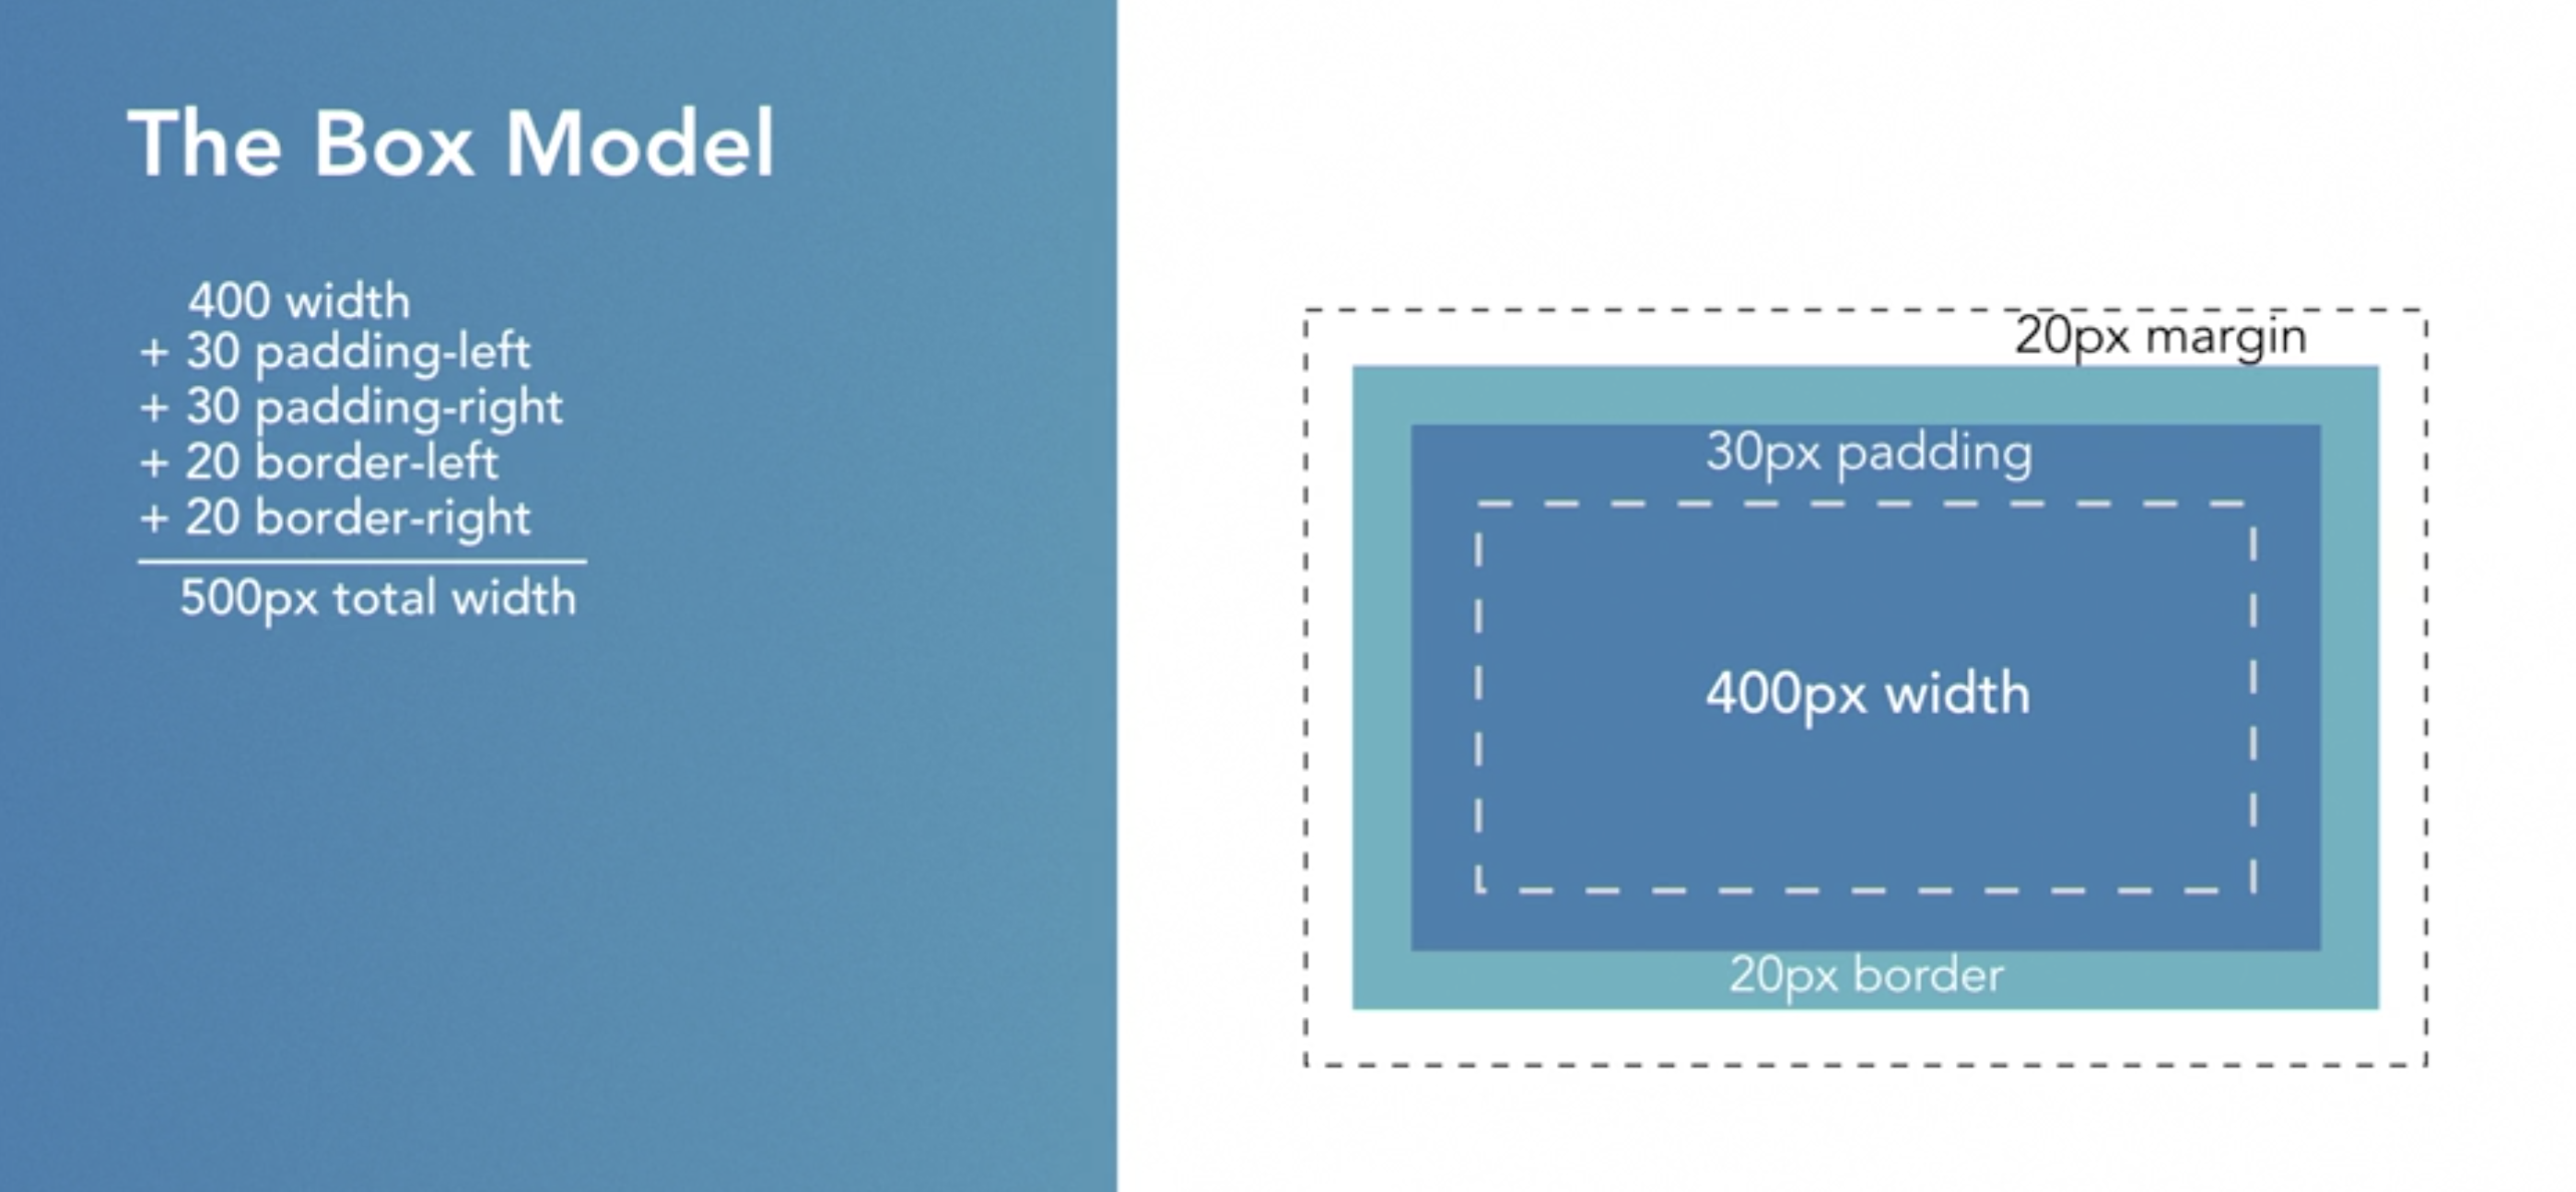 The Box Model
400 width
+ 30 padding-left
+ 30 padding-right
+ 20 border-left
+ 20 border-right
500px total width
20px margin
30px padding
400px width
20px border